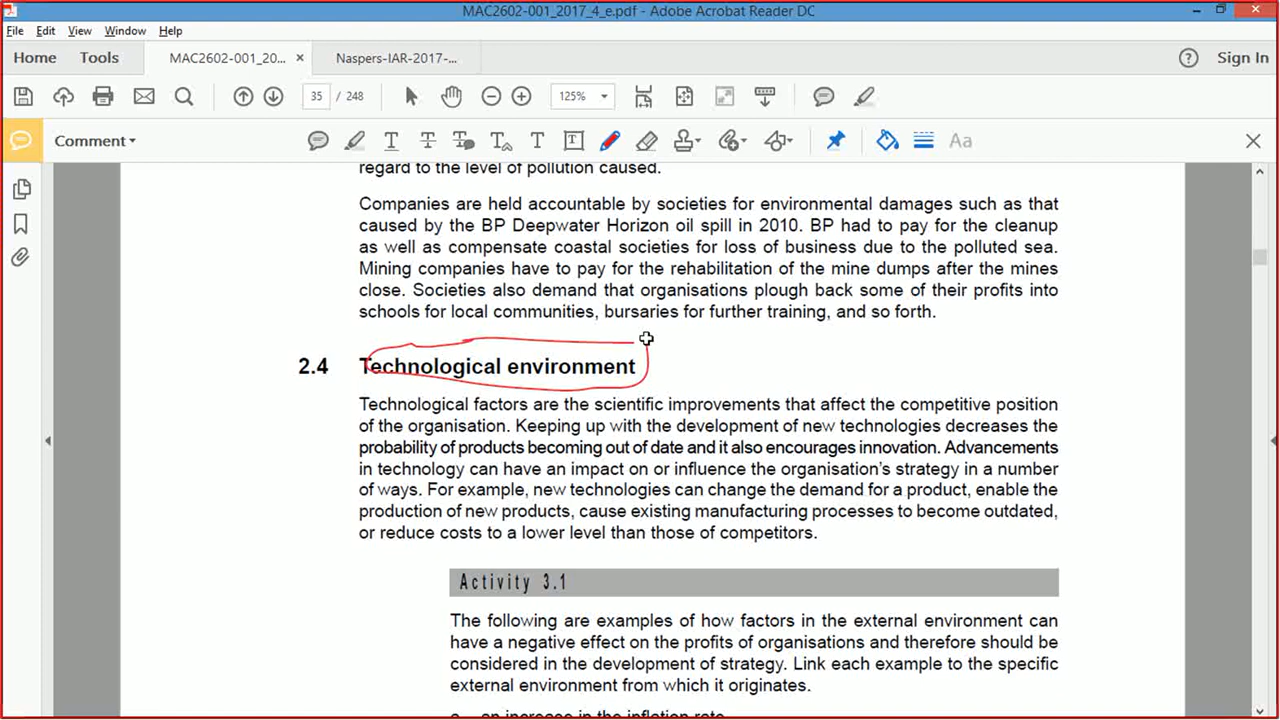 MAC2602-001_2017_4_e.pdf - Adobe Acrobat Reader DC
File Edit View Window Help
Home Tools MAC2602-001_20... × Naspers-IAR-2017-... Sign In
35 / 248 125%
Comment
regard to the level of pollution caused.
Companies are held accountable by societies for environmental damages such as that
caused by the BP Deepwater Horizon oil spill in 2010. BP had to pay for the cleanup
as well as compensate coastal societies for loss of business due to the polluted sea.
Mining companies have to pay for the rehabilitation of the mine dumps after the mines
close. Societies also demand that organisations plough back some of their profits into
schools for local communities, bursaries for further training, and so forth.
2.4 Technological environment
Technological factors are the scientific improvements that affect the competitive position
of the organisation. Keeping up with the development of new technologies decreases the
probability of products becoming out of date and it also encourages innovation. Advancements
in technology can have an impact on or influence the organisation's strategy in a number
of ways. For example, new technologies can change the demand for a product, enable the
production of new products, cause existing manufacturing processes to become outdated,
or reduce costs to a lower level than those of competitors.
Activity 3.1
The following are examples of how factors in the external environment can
have a negative effect on the profits of organisations and therefore should be
considered in the development of strategy. Link each example to the specific
external environment from which it originates.
a an increase in the inflation rate